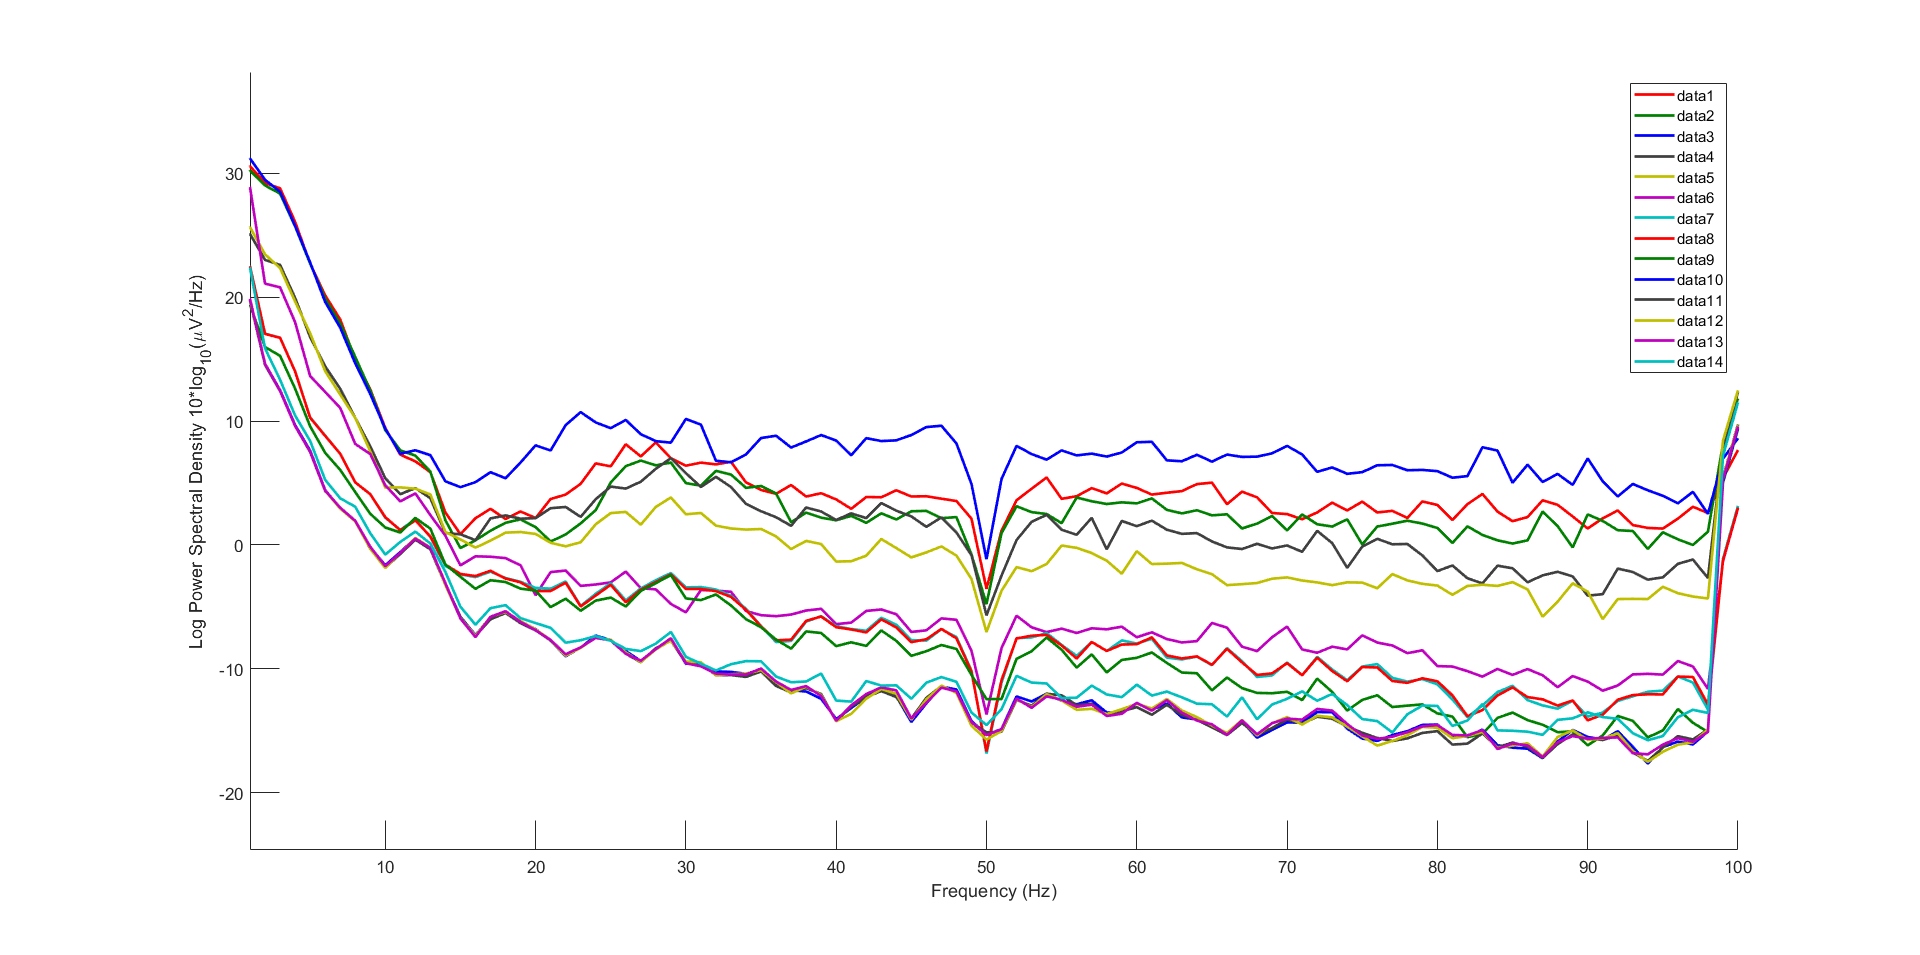 30
20
10
0
-10
-20
Log Power Spectral Density 10*log10(μV2/Hz)
data1
data2
data3
data4
data5
data6
data7
data8
data9
data10
data11
data12
data13
data14
10 20 30 40 50 60 70 80 90 100
Frequency (Hz)